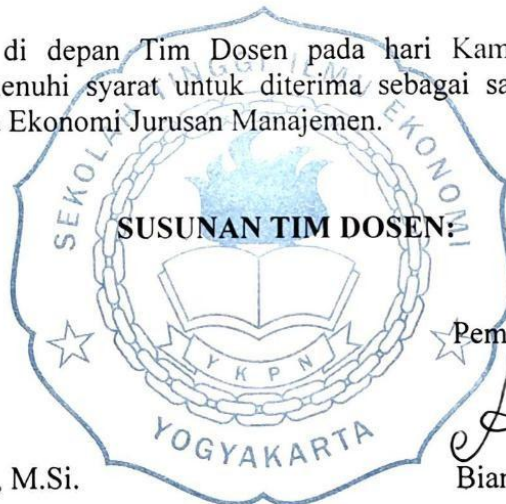 di depan Tim Dosen pada hari Kam
enuhi syarat untuk diterima sebagai sa
Ekonomi Jurusan Manajemen.
SEKOLAH TINGGI ILMU EKONOMI
SUSUNAN TIM DOSEN:
Pem
Y K P N
YOGYAKARTA
, M.Si.
Bian